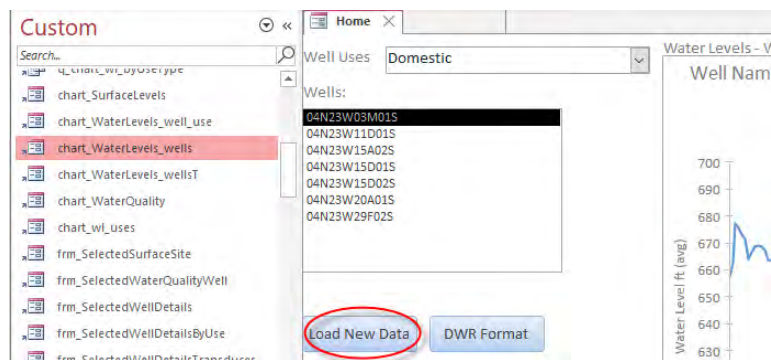 Custom
«
Search...
q_chart_wl_byUseType
chart_SurfaceLevels
chart_WaterLevels_well_use
chart_WaterLevels_wells
chart_WaterLevels_wellsT
chart_WaterQuality
chart_wl_uses
frm_SelectedSurfaceSite
frm_SelectedWaterQualityWell
frm_SelectedWellDetails
frm_SelectedWellDetailsByUse
frm_SelectedWellDetailsTransducer
Home
Well Uses Domestic
Wells:
04N23W03M01S
04N23W11D01S
04N23W15A02S
04N23W15D01S
04N23W15D02S
04N23W20A01S
04N23W29F02S
Load New Data DWR Format
Water Levels - W
Well Nam
Water Level ft (avg)
700
690
680
670
660
650
640
630